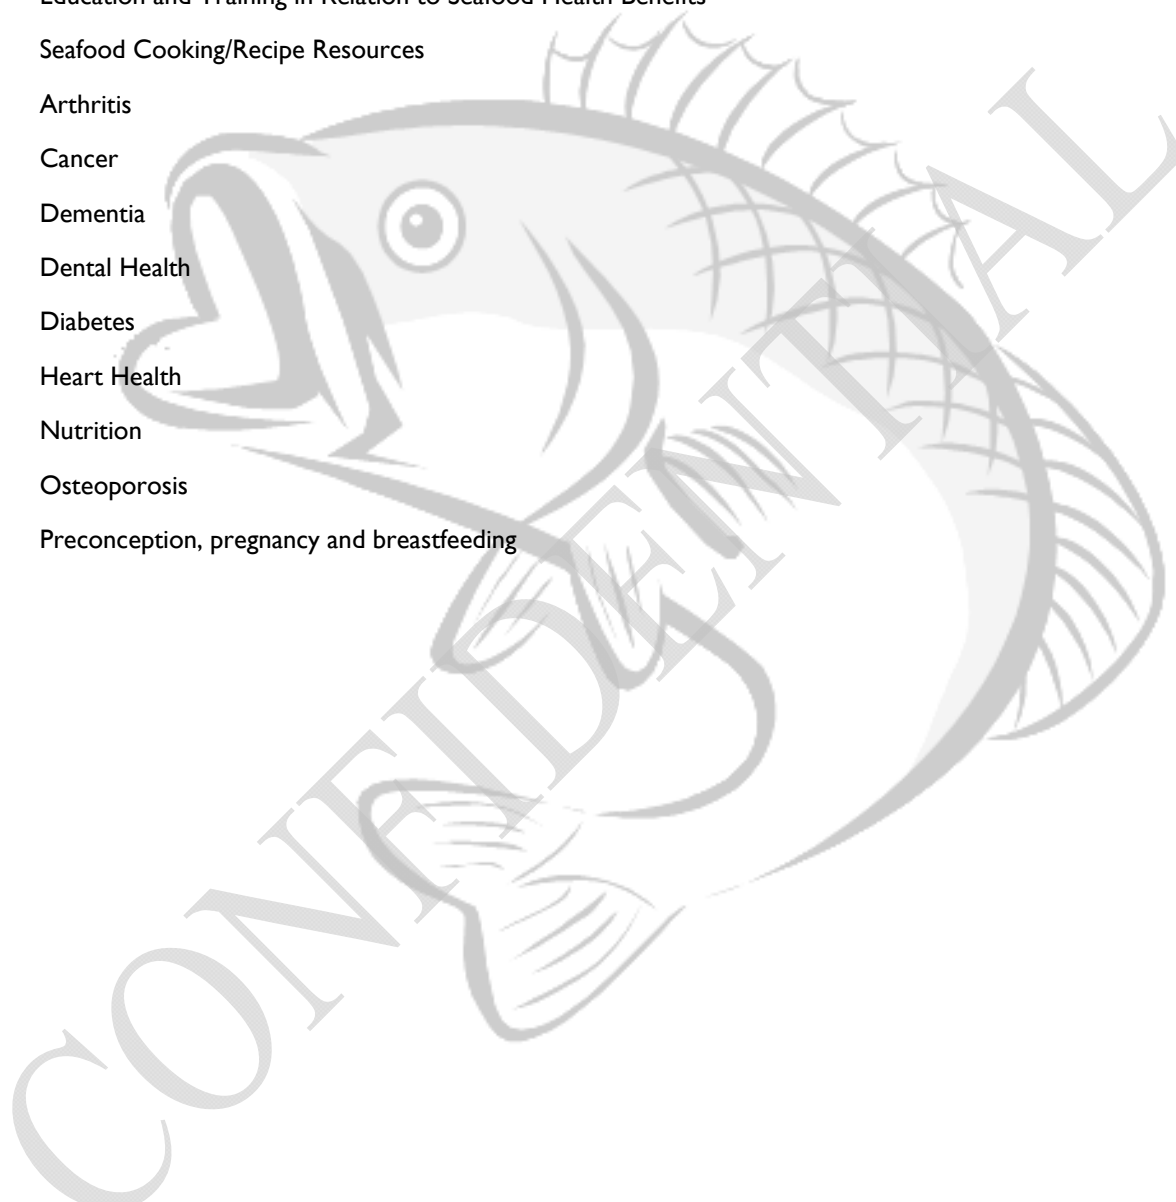 Education and Training in Relation to Seafood Health Benefits
Seafood Cooking/Recipe Resources
Arthritis
Cancer
Dementia
Dental Health
Diabetes
Heart Health
Nutrition
Osteoporosis
Preconception, pregnancy and breastfeeding
CONFIDENTIAL